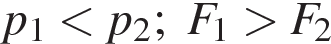 p₁ < p₂; F₁ > F₂